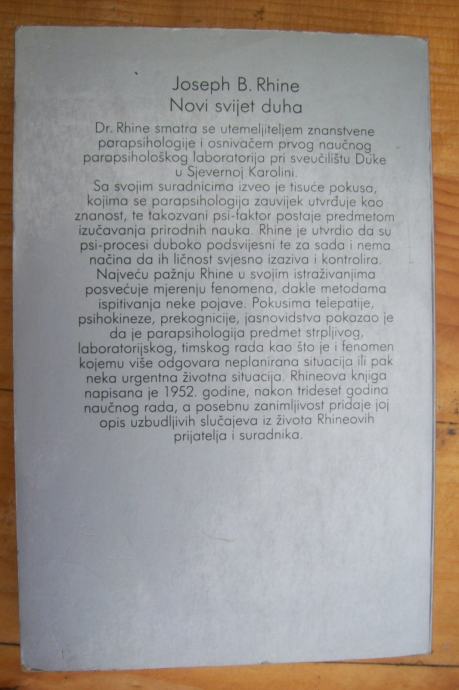 Joseph B. Rhine
Novi svijet duha
Dr. Rhine smatra se utemeljiteljem znanstvene
parapsihologije i osnivačem prvog naučnog
parapsihološkog laboratorija pri sveučilištu Duke
u Sjevernoj Karolini.
Sa svojim suradnicima izveo je tisuće pokusa,
kojima se parapsihologija zauvijek utvrđuje kao
znanost, te takozvani psi-faktor postaje predmetom
izučavanja prirodnih nauka. Rhine je utvrdio da su
psi-procesi duboko podsvijesni te za sada i nema
načina da ih ličnost svjesno izaziva i kontrolira.
Najveću pažnju Rhine u svojim istraživanjima
posvećuje mjerenju fenomena, dakle metodama
ispitivanja neke pojave. Pokusima telepatije,
psihokineze, prekognicije, jasnovidstva pokazao je
da je parapsihologija predmet strpljivog,
laboratorijskog, timskog rada kao što je i fenomen
kojemu više odgovara neplanirana situacija ili pak
neka urgentna životna situacija. Rhineova knjiga
napisana je 1952. godine, nakon trideset godina
naučnog rada, a posebnu zanimljivost pridaje joj
opis uzbudljivih slučajeva iz života Rhineovih
prijatelja i suradnika.